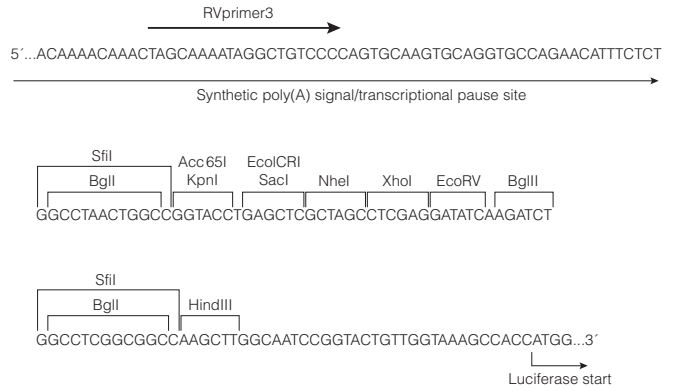 RVprimer3
5´...ACAAAACAAACTAGCAAAATAGGCTGTCCCCAGTGCAAGTGCAGGTGCCAGAACATTTCTCT
Synthetic poly(A) signal/transcriptional pause site
SfiI
Acc65I EcoICRI
BglI KpnI SacI NheI XhoI EcoRV BglII
GGCCTAACTGGCCGGTACCTGAGCTCGCTAGCCTCGAGGATATCAAGATCT
SfiI
BglI HindIII
GGCCTCGGCGGCCAAGCTTGGCAATCCGGTACTGTTGGTAAAGCCACCATGG...3´
Luciferase start